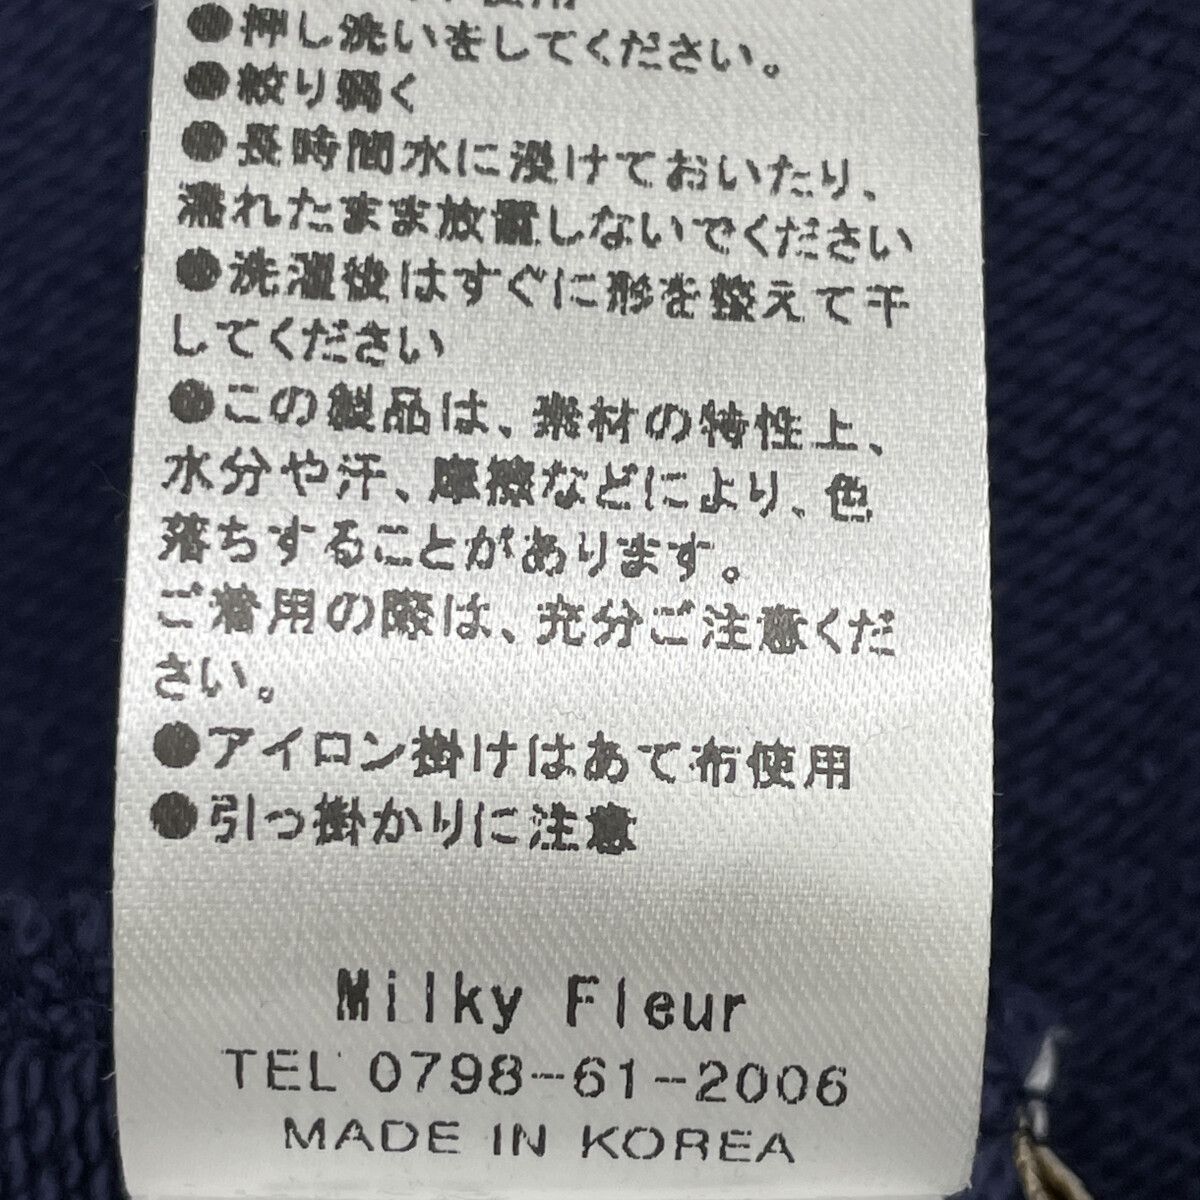 使用
●押し洗いをしてください。
●絞り弱く
●長時間水に浸けておいたり、
濡れたまま放置しないでください
●洗濯後はすぐに形を整えて干
してください
●この製品は、素材の特性上、
水分や汗、摩擦などにより、色
落ちすることがあります。
ご着用の際は、充分ご注意くだ
さい。
●アイロン掛けはあて布使用
●引っ掛かりに注意
Milky Fleur
TEL 0798-61-2006
MADE IN KOREA